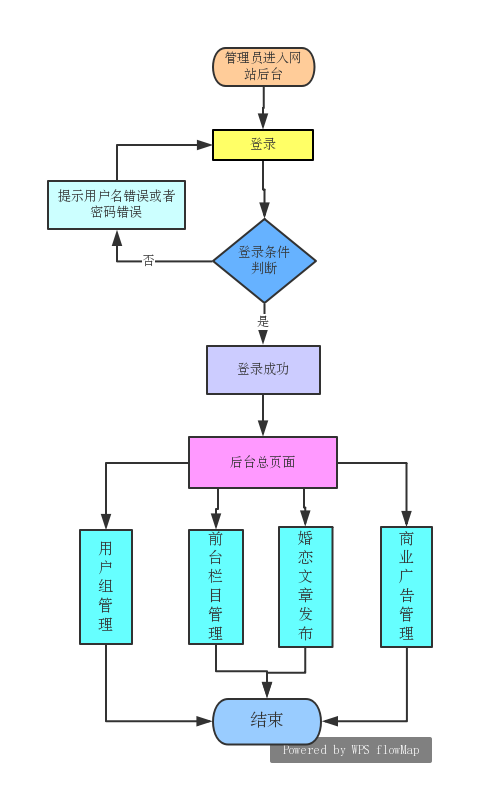 管理员进入网
站后台
登录
提示用户名错误或者
密码错误
登录条件
判断
否
是
登录成功
后台总页面
用户组管理
前台栏目管理
婚恋文章发布
商业广告管理
结束
Powered by WPS flowMap